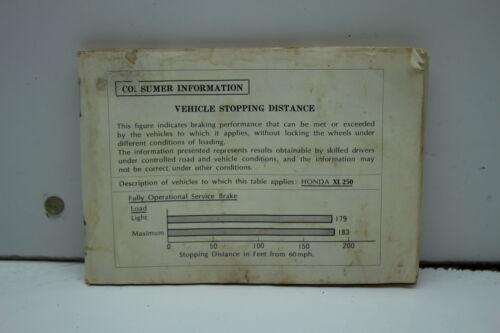 CONSUMER INFORMATION
VEHICLE STOPPING DISTANCE
This figure indicates braking performance that can be met or exceeded
by the vehicles to which it applies, without locking the wheels under
different conditions of loading.
The information presented represents results obtainable by skilled drivers
under controlled road and vehicle conditions, and the information may
not be correct under other conditions.
Description of vehicles to which this table applies: HONDA XL 250
Fully Operational Service Brake
Load
Light 179
Maximum 183
0 50 100 150 200
Stopping Distance in Feet from 60 mph.